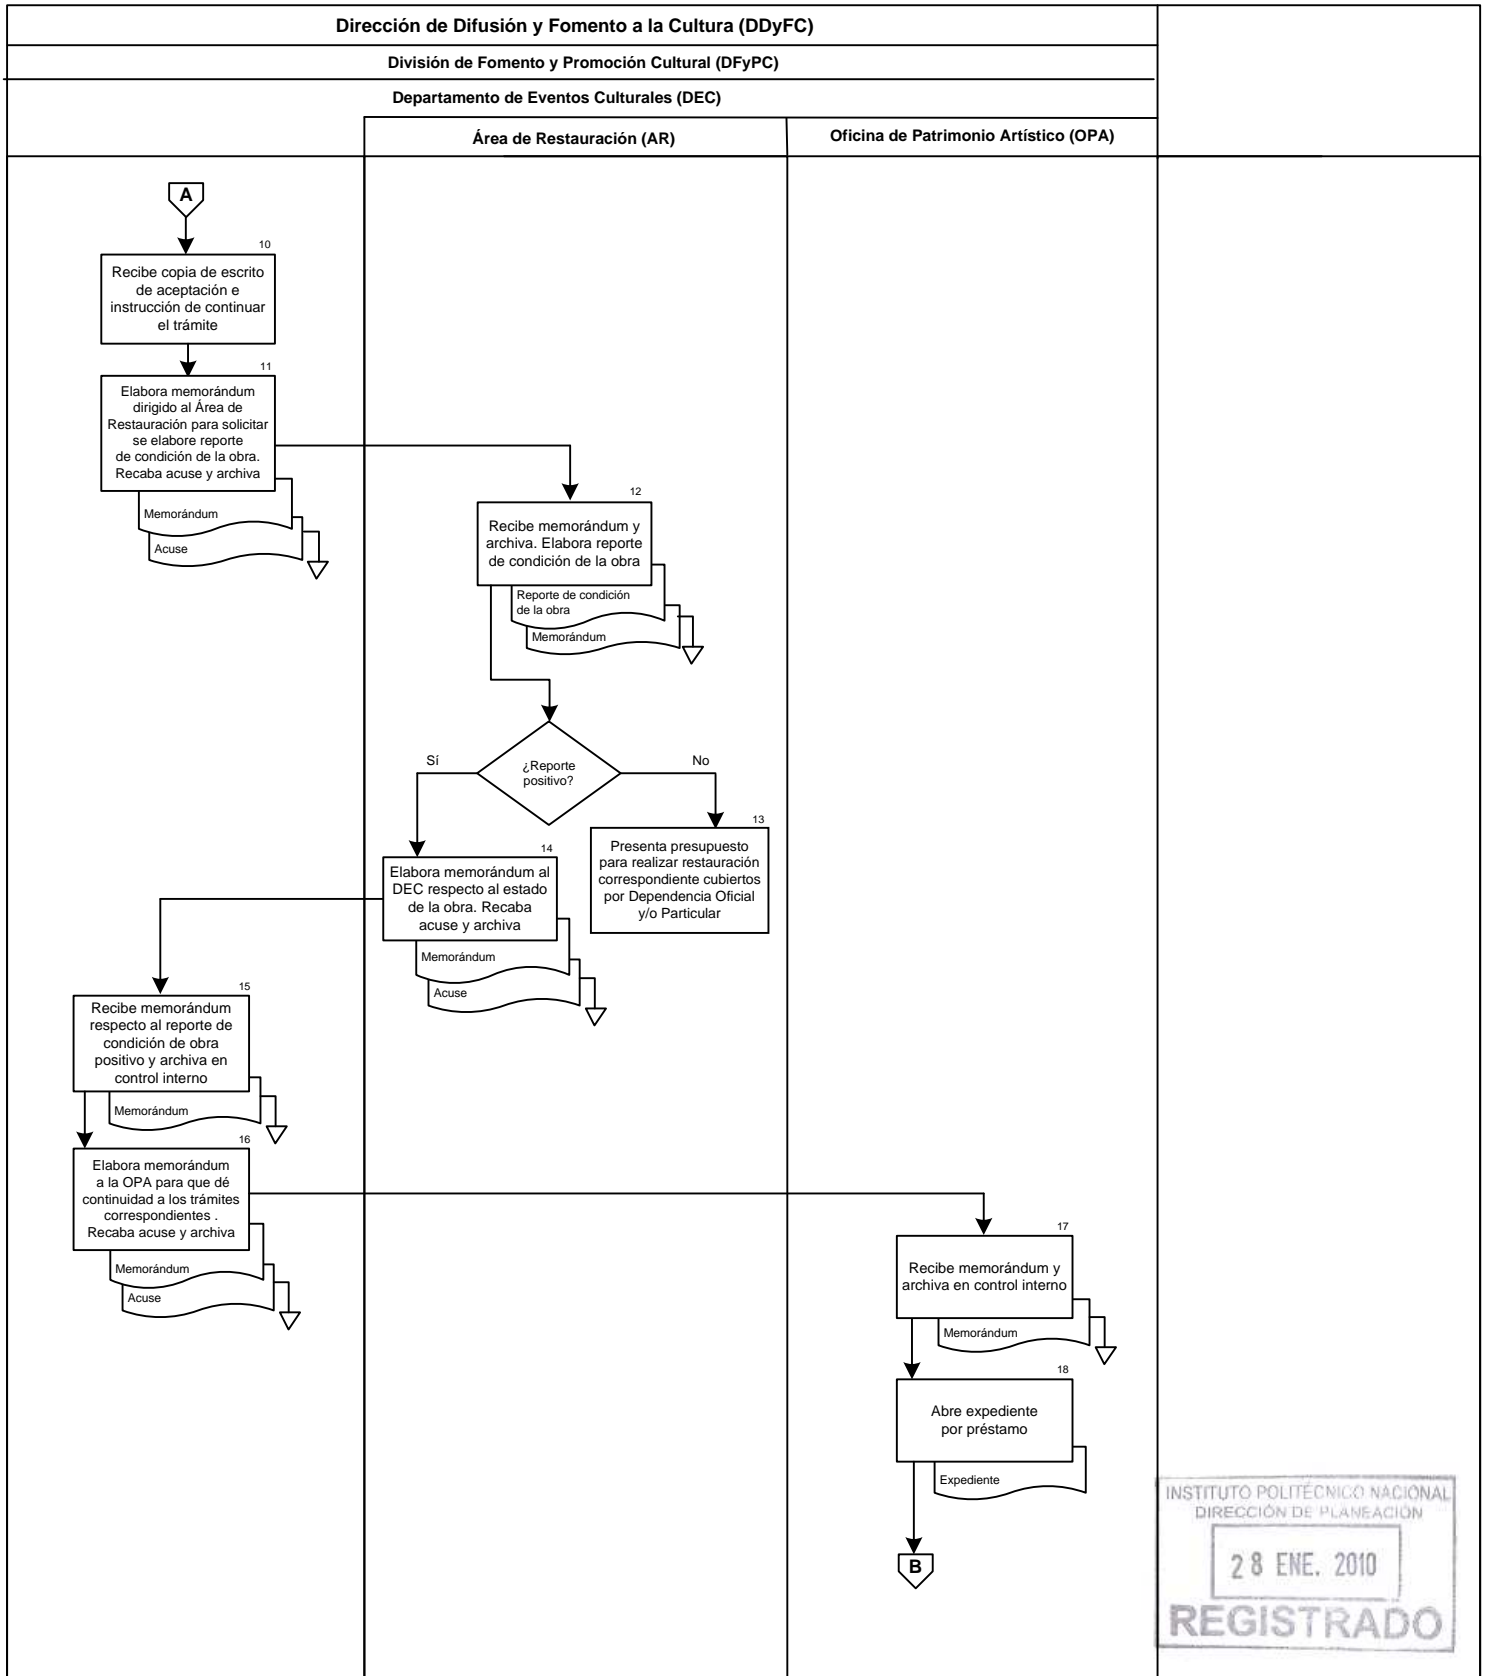 Dirección de Difusión y Fomento a la Cultura (DDyFC)
División de Fomento y Promoción Cultural (DFyPC)
Departamento de Eventos Culturales (DEC)
Área de Restauración (AR)
Oficina de Patrimonio Artístico (OPA)
A
10
Recibe copia de escrito
de aceptación e
instrucción de continuar
el trámite
11
Elabora memorándum
dirigido al Área de
Restauración para solicitar
se elabore reporte
de condición de la obra.
Recaba acuse y archiva
Memorándum
Acuse
12
Recibe memorándum y
archiva. Elabora reporte
de condición de la obra
Reporte de condición
de la obra
Memorándum
¿Reporte
positivo?
Sí
No
13
Presenta presupuesto
para realizar restauración
correspondiente cubiertos
por Dependencia Oficial
y/o Particular
14
Elabora memorándum al
DEC respecto al estado
de la obra. Recaba
acuse y archiva
Memorándum
Acuse
15
Recibe memorándum
respecto al reporte de
condición de obra
positivo y archiva en
control interno
Memorándum
16
Elabora memorándum
a la OPA para que dé
continuidad a los trámites
correspondientes .
Recaba acuse y archiva
Memorándum
Acuse
17
Recibe memorándum y
archiva en control interno
Memorándum
18
Abre expediente
por préstamo
Expediente
B
INSTITUTO POLITÉCNICO NACIONAL
DIRECCIÓN DE PLANEACIÓN
28 ENE. 2010
REGISTRADO